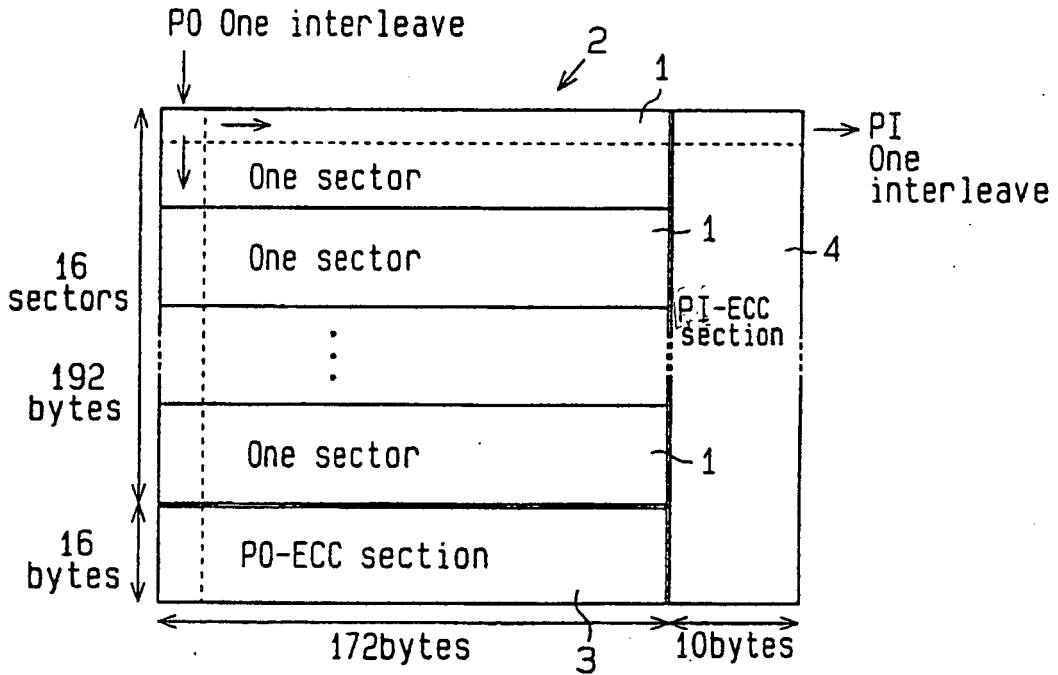 PO One interleave
2
1
PI
One
interleave
One sector
1
4
One sector
16
sectors
PI-ECC
section
192
bytes
One sector
1
16
bytes
PO-ECC section
172bytes
3
10bytes